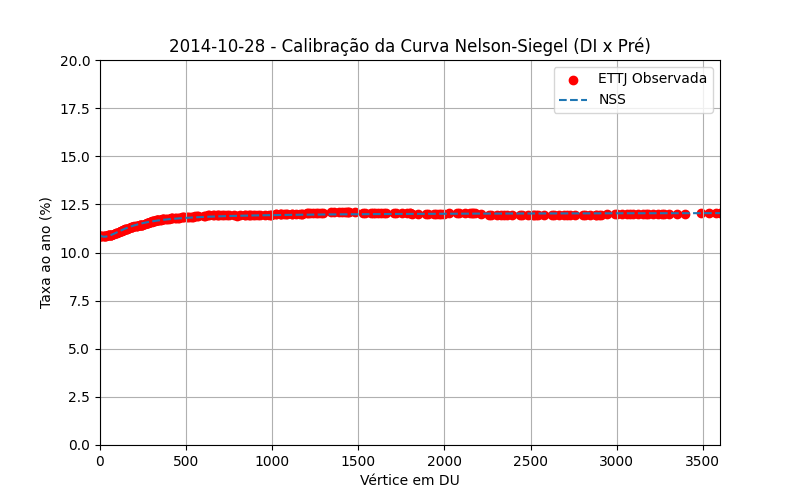 2014-10-28 - Calibração da Curva Nelson-Siegel (DI x Pré)
20.0
17.5
15.0
12.5
10.0
7.5
5.0
2.5
0.0
Taxa ao ano (%)
ETTJ Observada
NSS
0 500 1000 1500 2000 2500 3000 3500
Vértice em DU